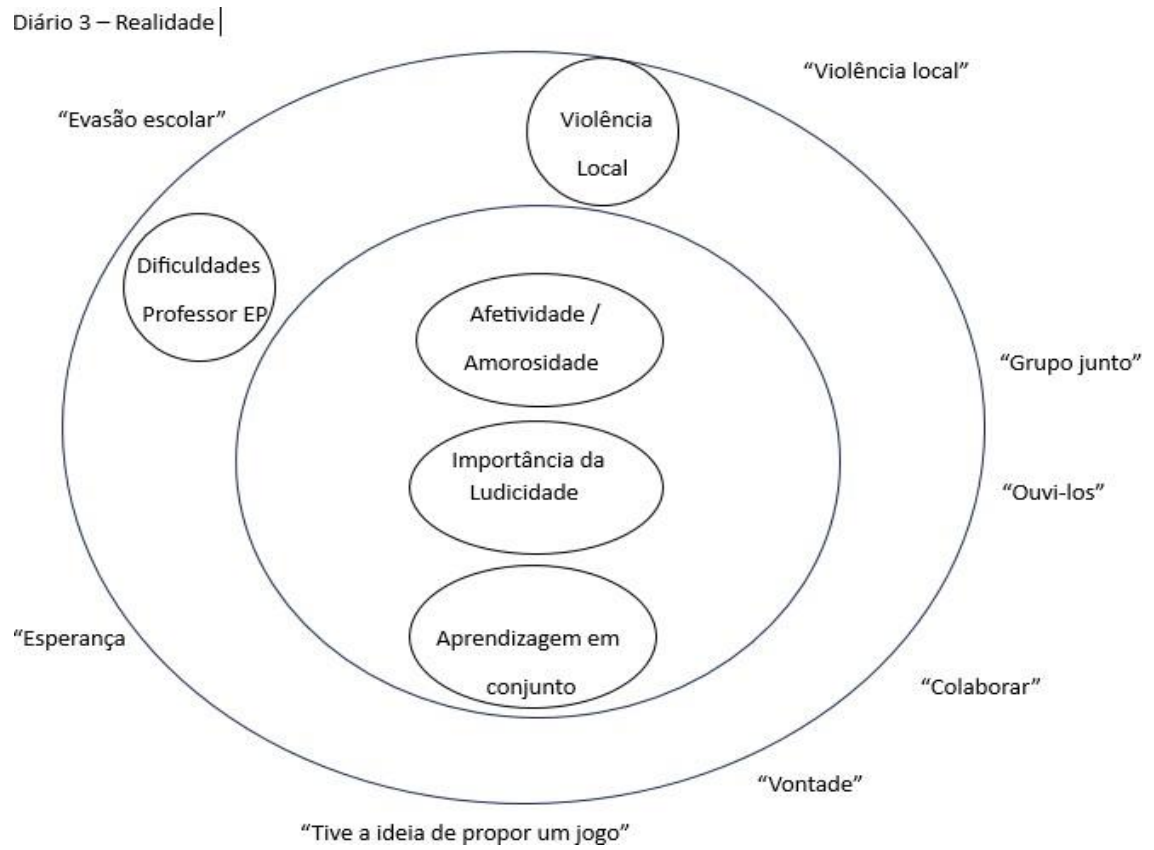 Diário 3 – Realidade
“Violência local”
“Evasão escolar”
Violência
Local
Dificuldades
Professor EP
Afetividade /
Amorosidade
“Grupo junto”
Importância da
Ludicidade
“Ouvi-los”
“Esperança
Aprendizagem em
conjunto
“Colaborar”
“Vontade”
“Tive a ideia de propor um jogo”